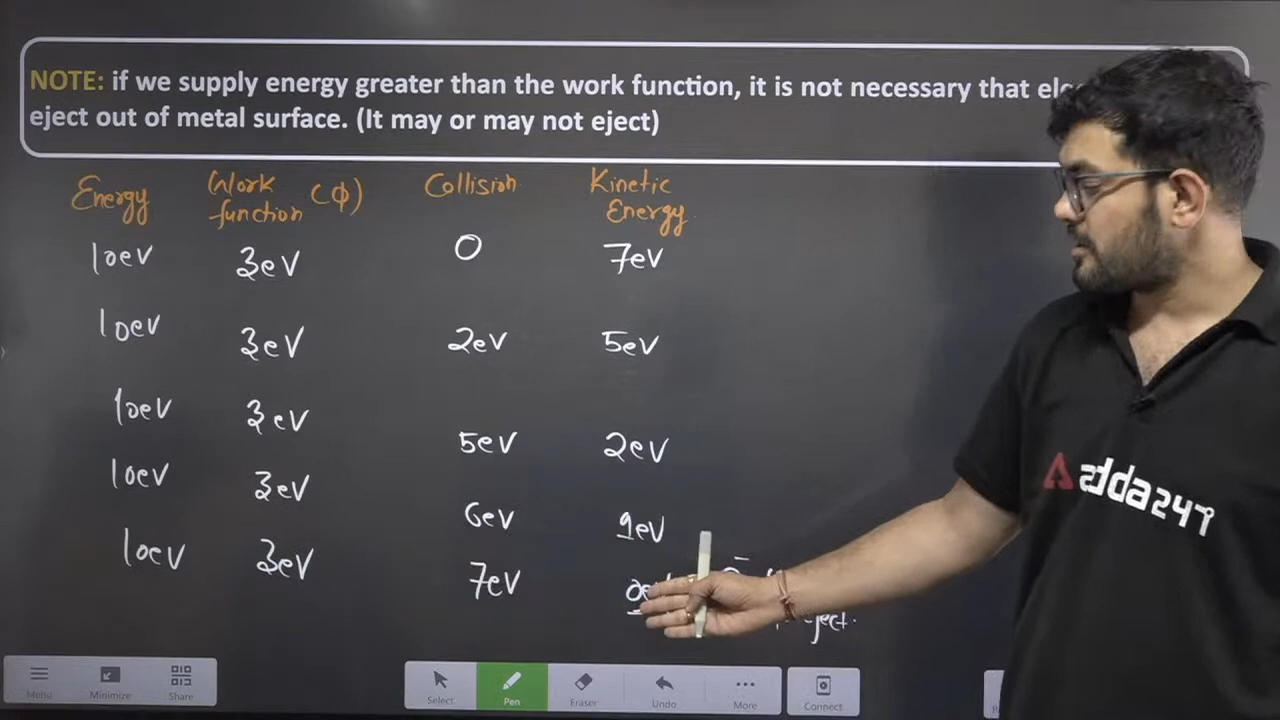 NOTE: if we supply energy greater than the work function, it is not necessary that
eject out of metal surface. (It may or may not eject)
Energy Work function (Φ) Collision Kinetic Energy
10eV 3eV 0 7eV
10eV 3eV 2eV 5eV
10eV 3eV 5eV 2eV
10eV 3eV 6eV 1eV
10eV 3eV 7eV
adda247
Menu Minimize Share Select Pen Eraser Undo More Connect